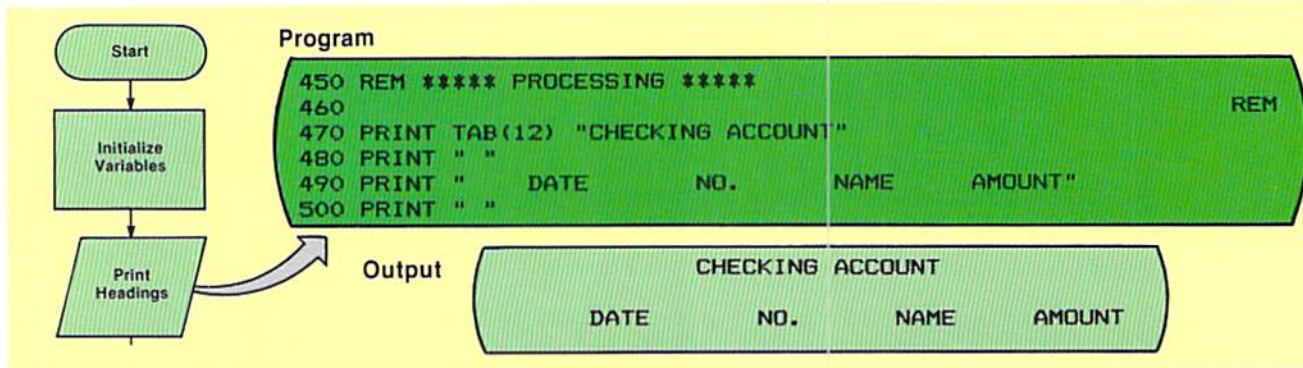 Start
Initialize
Variables
Print
Headings
Program
450 REM ***** PROCESSING *****
460 REM
470 PRINT TAB(12) "CHECKING ACCOUNT"
480 PRINT " "
490 PRINT " DATE NO. NAME AMOUNT"
500 PRINT " "
Output
CHECKING ACCOUNT
DATE NO. NAME AMOUNT